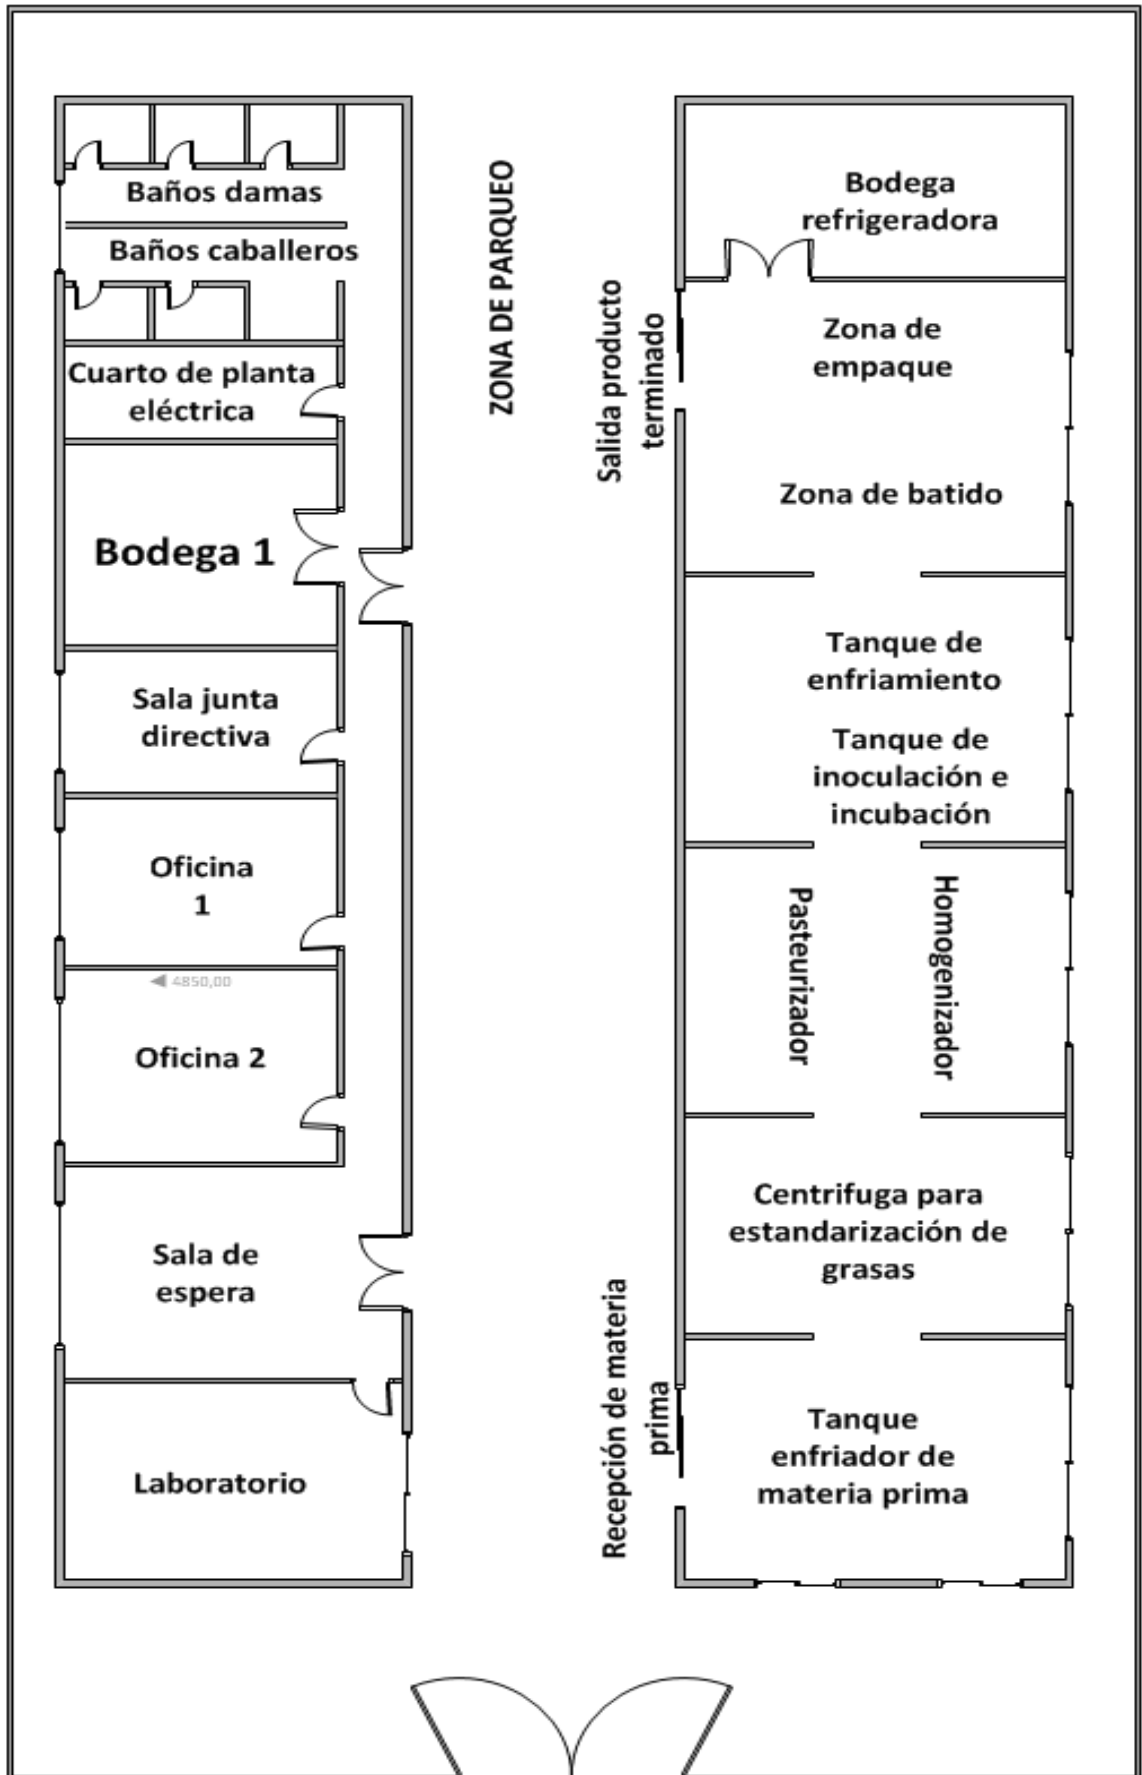 Baños damas
Baños caballeros
Cuarto de planta
eléctrica
Bodega 1
Sala junta
directiva
Oficina
1
4850,00
Oficina 2
Sala de
espera
Laboratorio
ZONA DE PARQUEO
Salida producto
terminado
Recepción de materia
prima
Bodega
refrigeradora
Zona de
empaque
Zona de batido
Tanque de
enfriamiento
Tanque de
inoculación e
incubación
Pasteurizador
Homogenizador
Centrifuga para
estandarización de
grasas
Tanque
enfriador de
materia prima